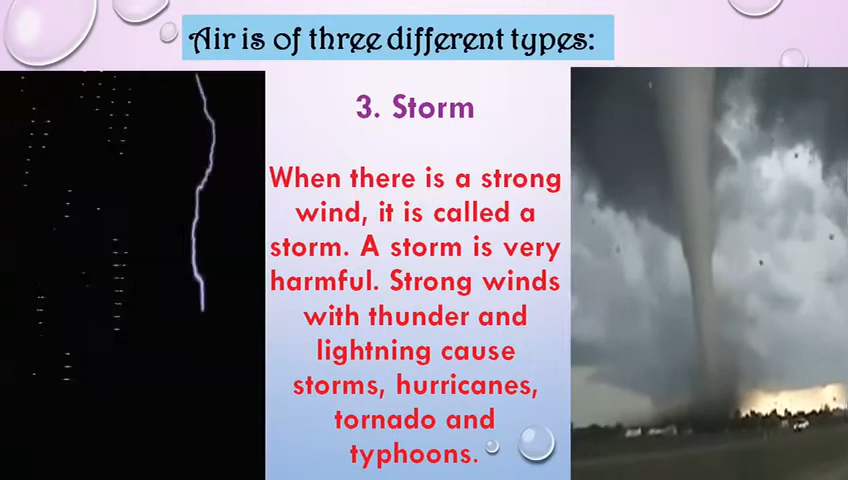 Air is of three different types:
3. Storm
When there is a strong
wind, it is called a
storm. A storm is very
harmful. Strong winds
with thunder and
lightning cause
storms, hurricanes,
tornado and
typhoons.